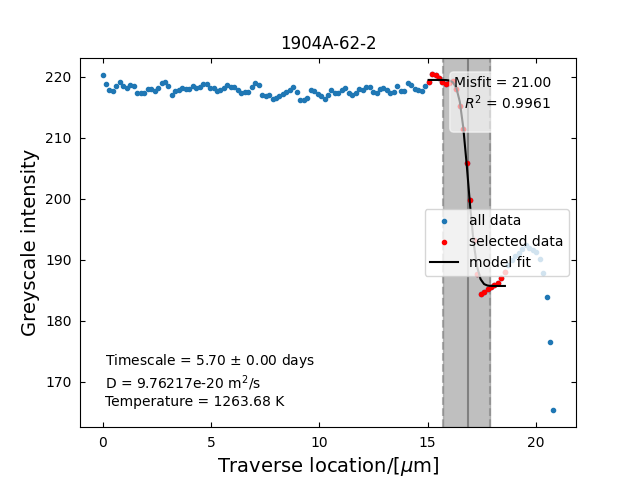 1904A-62-2
Misfit = 21.00
R² = 0.9961
all data
selected data
model fit
Timescale = 5.70 ± 0.00 days
D = 9.76217e-20 m²/s
Temperature = 1263.68 K
Greyscale intensity
220
210
200
190
180
170
0 5 10 15 20
Traverse location/[μm]